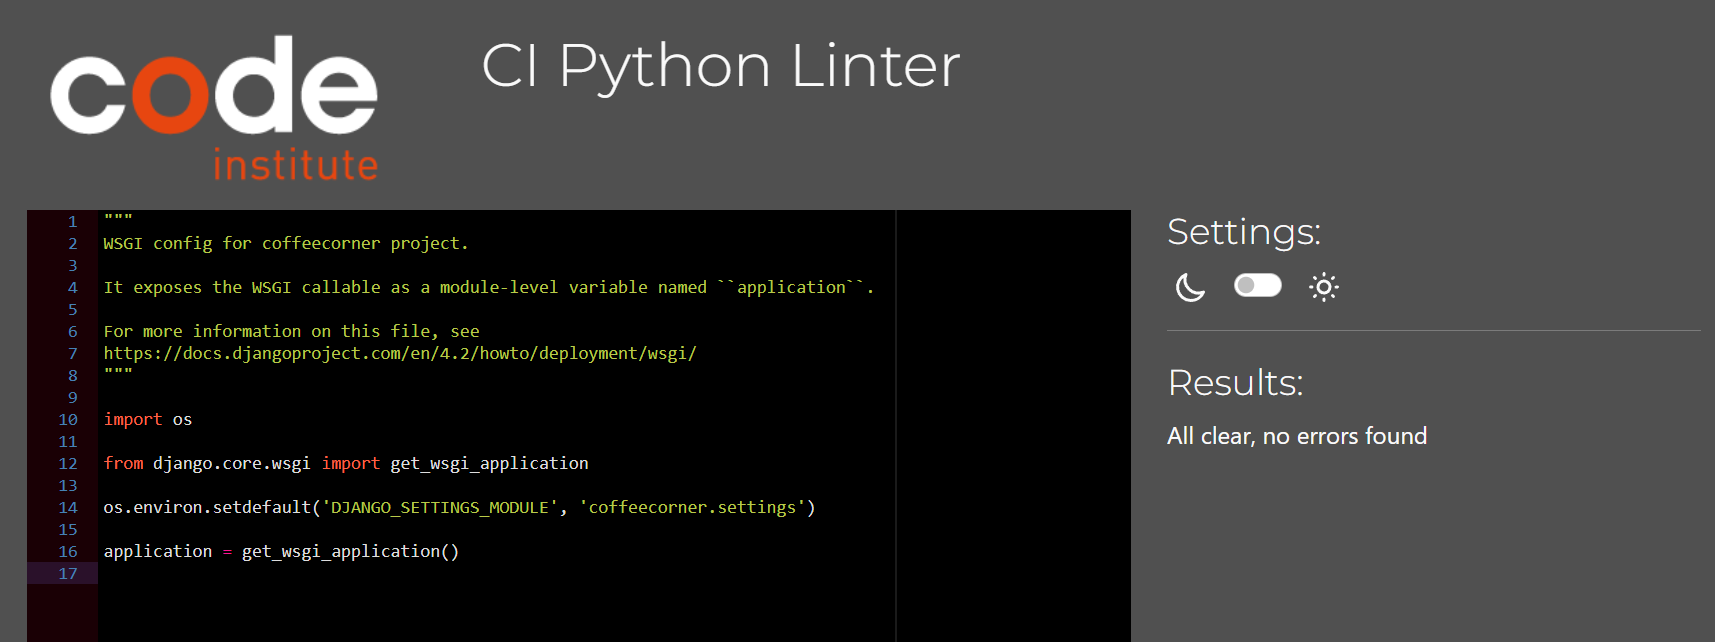 code
institute
CI Python Linter
1 """
2 WSGI config for coffeecorner project.
3
4 It exposes the WSGI callable as a module-level variable named ``application``.
5
6 For more information on this file, see
7 https://docs.djangoproject.com/en/4.2/howto/deployment/wsgi/
8 """
9
10 import os
11
12 from django.core.wsgi import get_wsgi_application
13
14 os.environ.setdefault('DJANGO_SETTINGS_MODULE', 'coffeecorner.settings')
15
16 application = get_wsgi_application()
17
Settings:
Results:
All clear, no errors found